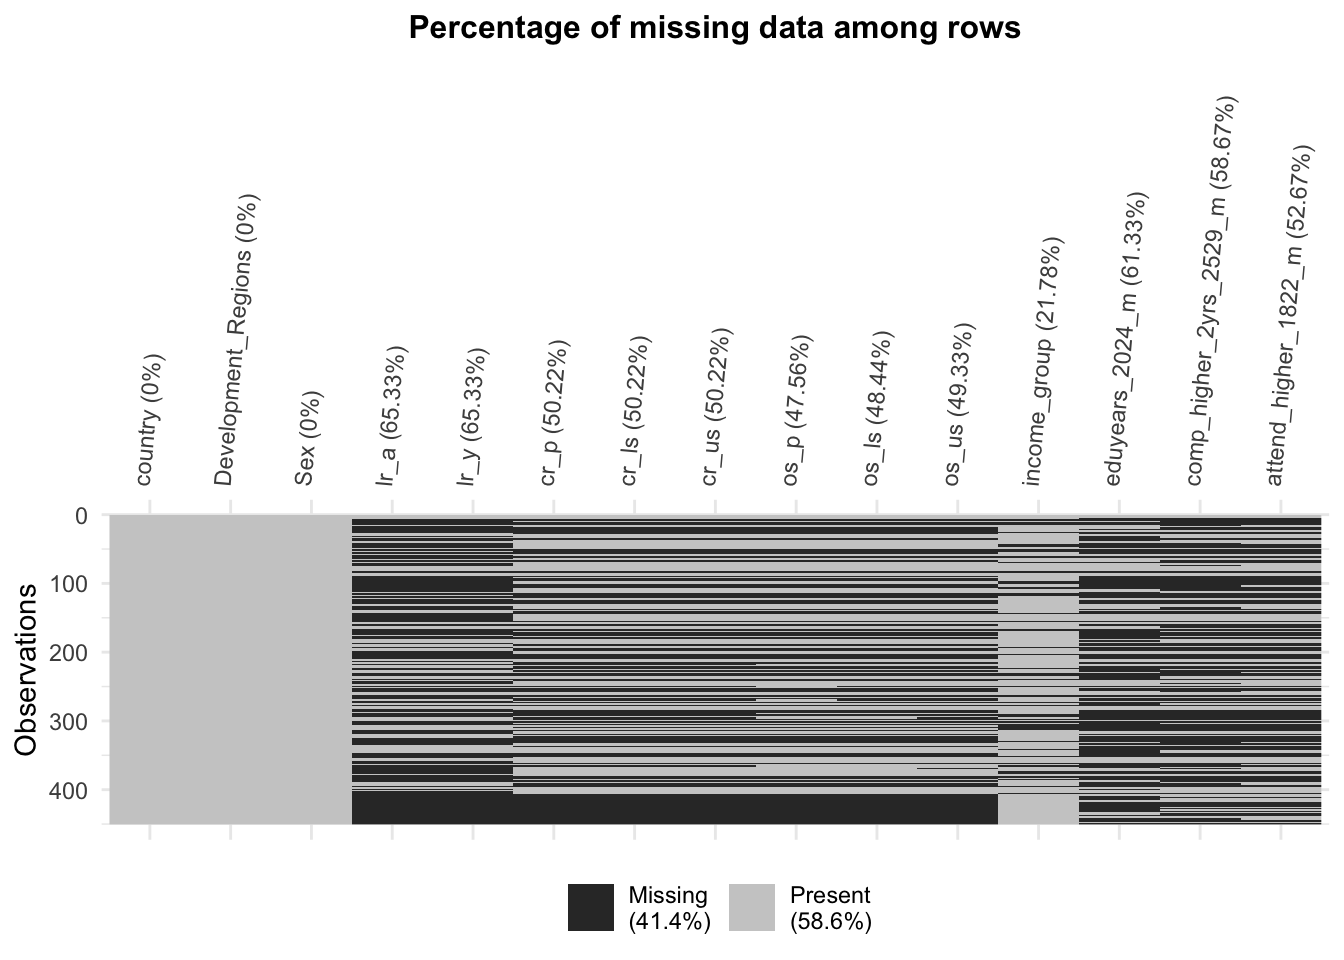 Percentage of missing data among rows
country (0%)
Development_Regions (0%)
Sex (0%)
lr_a (65.33%)
lr_y (65.33%)
cr_p (50.22%)
cr_ls (50.22%)
cr_us (50.22%)
os_p (47.56%)
os_ls (48.44%)
os_us (49.33%)
income_group (21.78%)
eduyears_2024_m (61.33%)
comp_higher_2yrs_2529_m (58.67%)
attend_higher_1822_m (52.67%)
Observations
0
100
200
300
400
Missing
(41.4%)
Present
(58.6%)